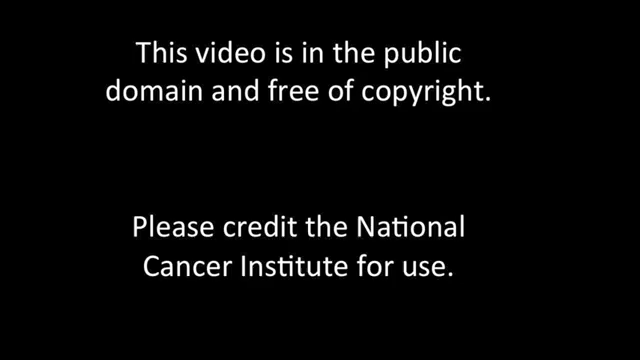 This video is in the public
domain and free of copyright.
Please credit the National
Cancer Institute for use.